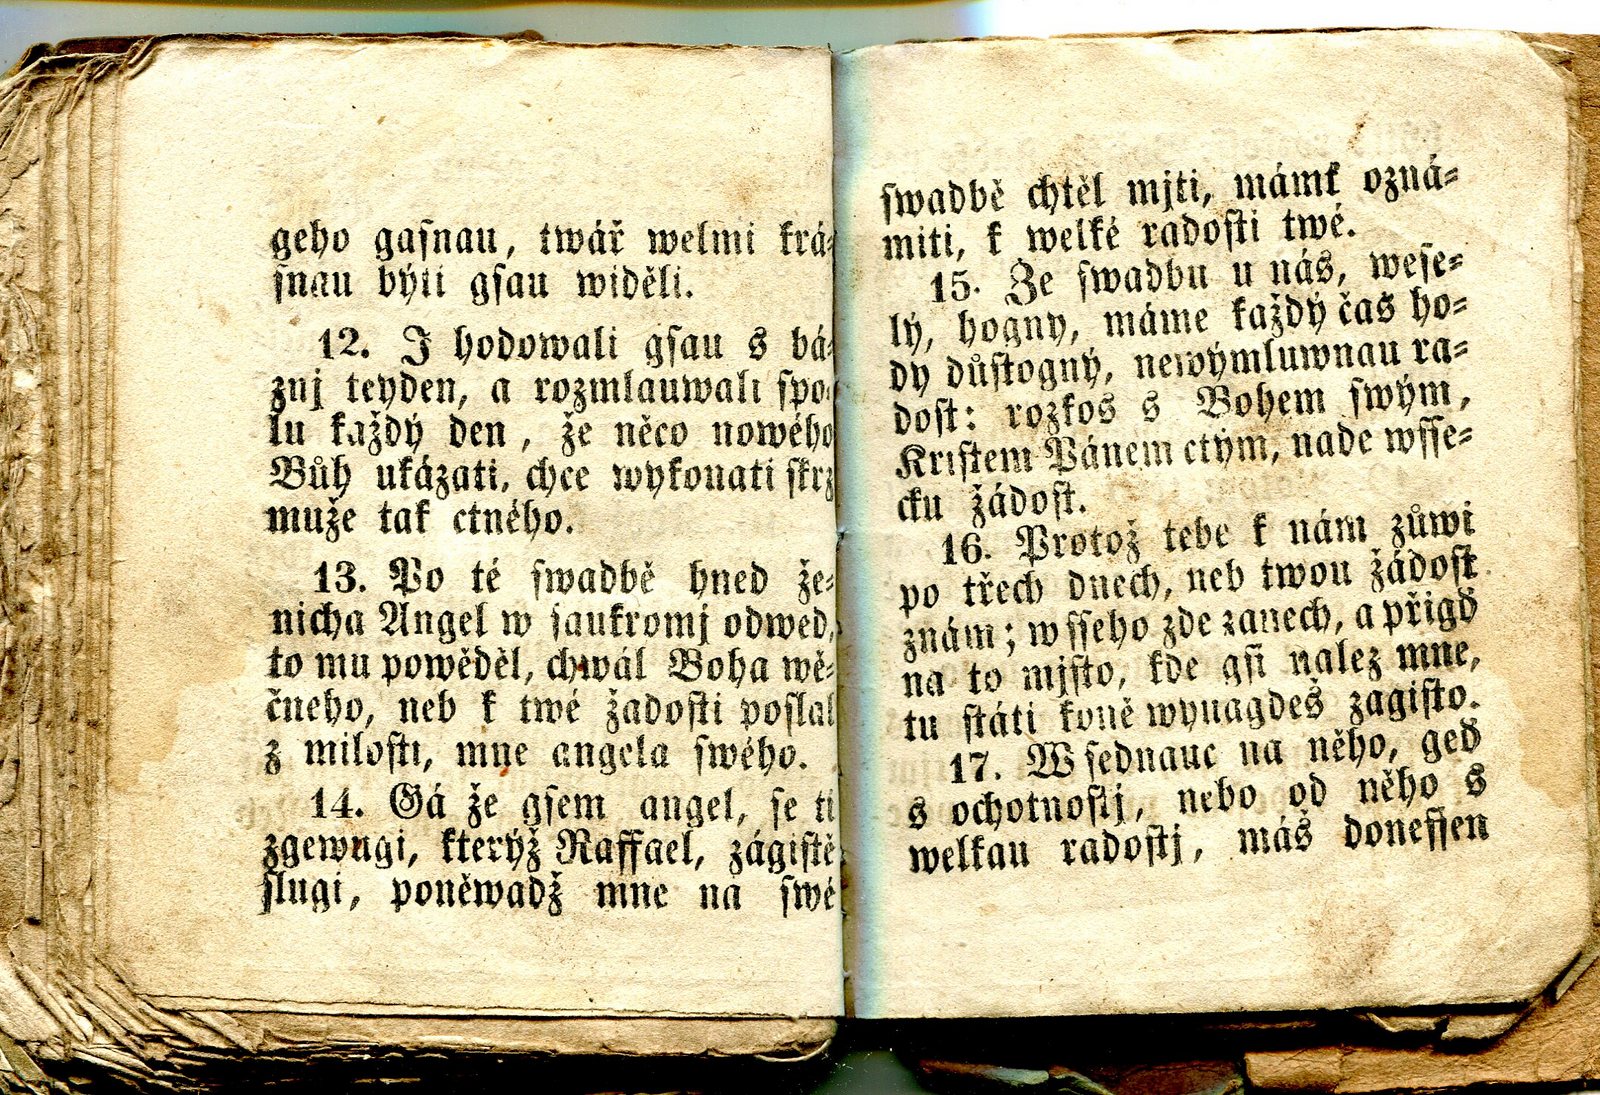 geho gasnau, twář welmi krá-
snau býti gsau widěli.
12. I hodowali gsau s bá-
znj teyden, a rozmlauwali spo-
lu každý den, že něco nowého
Bůh ukázati, chce wykonati skrz
muže tak ctného.
13. Po té swadbě hned že-
nicha Angel w saukromj odwed,
to mu powěděl, chwál Boha wě-
čneho, neb k twé žadosti poslal
z milosti, mne angela swého.
14. Gá že gsem angel, se ti
zgewugi, kterýž Raffael, zágistě
slugi, poněwadž mne na swé
swadbě chtěl mjti, mámk ozná-
miti, k welké radosti twé.
15. Že swadbu u nás, wese-
lý, hogny, máme každý čas ho-
dy důstogný, newýmluwnau ra-
dost: rozkos s Bohem swým,
Kristem Pánem ctým, nade wsse-
cku žádost.
16. Protož tebe k nám zůwi
po třech dnech, neb twou žádost
znám; wsseho zde zanech, a přigď
na to mjsto, kde gsi nalez mne,
tu státi koně wynagdeš zagisto.
17. Wsednauc na něho, geď
s ochotnostj, nebo od něho s
welkau radostj, máš donessen